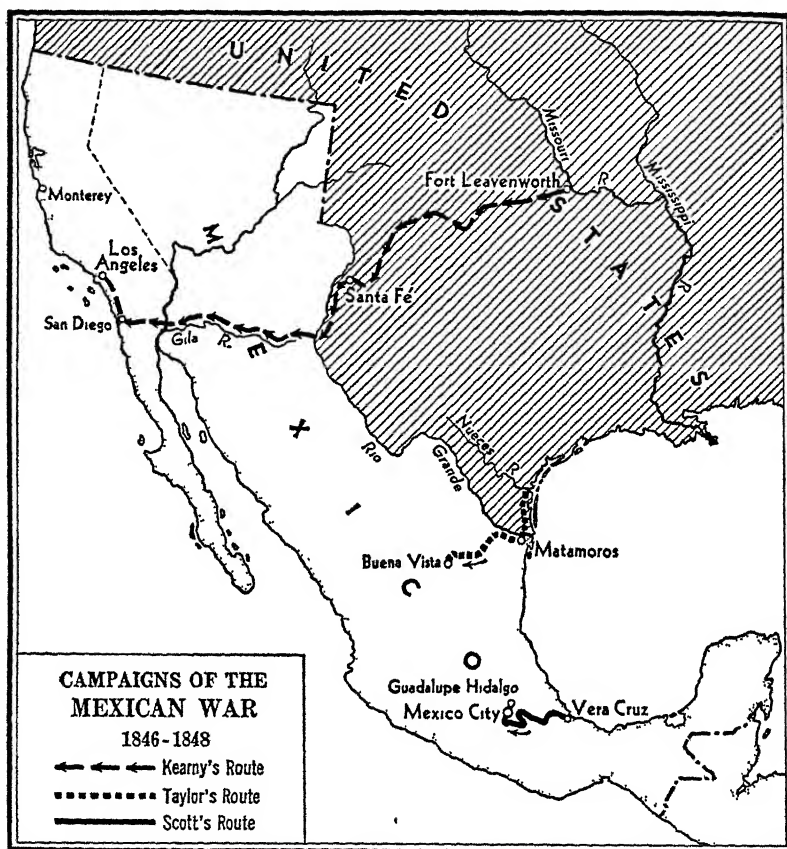 UNITED
STATES
Missouri
R.
Mississippi
R.
Fort Leavenworth
Monterey
Los
Angeles
Santa Fé
San Diego
Gila R.
MEXICO
Rio
Grande
Nueces R.
Buena Vista
Matamoros
Guadalupe Hidalgo
Mexico City
Vera Cruz
CAMPAIGNS OF THE
MEXICAN WAR
1846-1848
Kearny's Route
Taylor's Route
Scott's Route